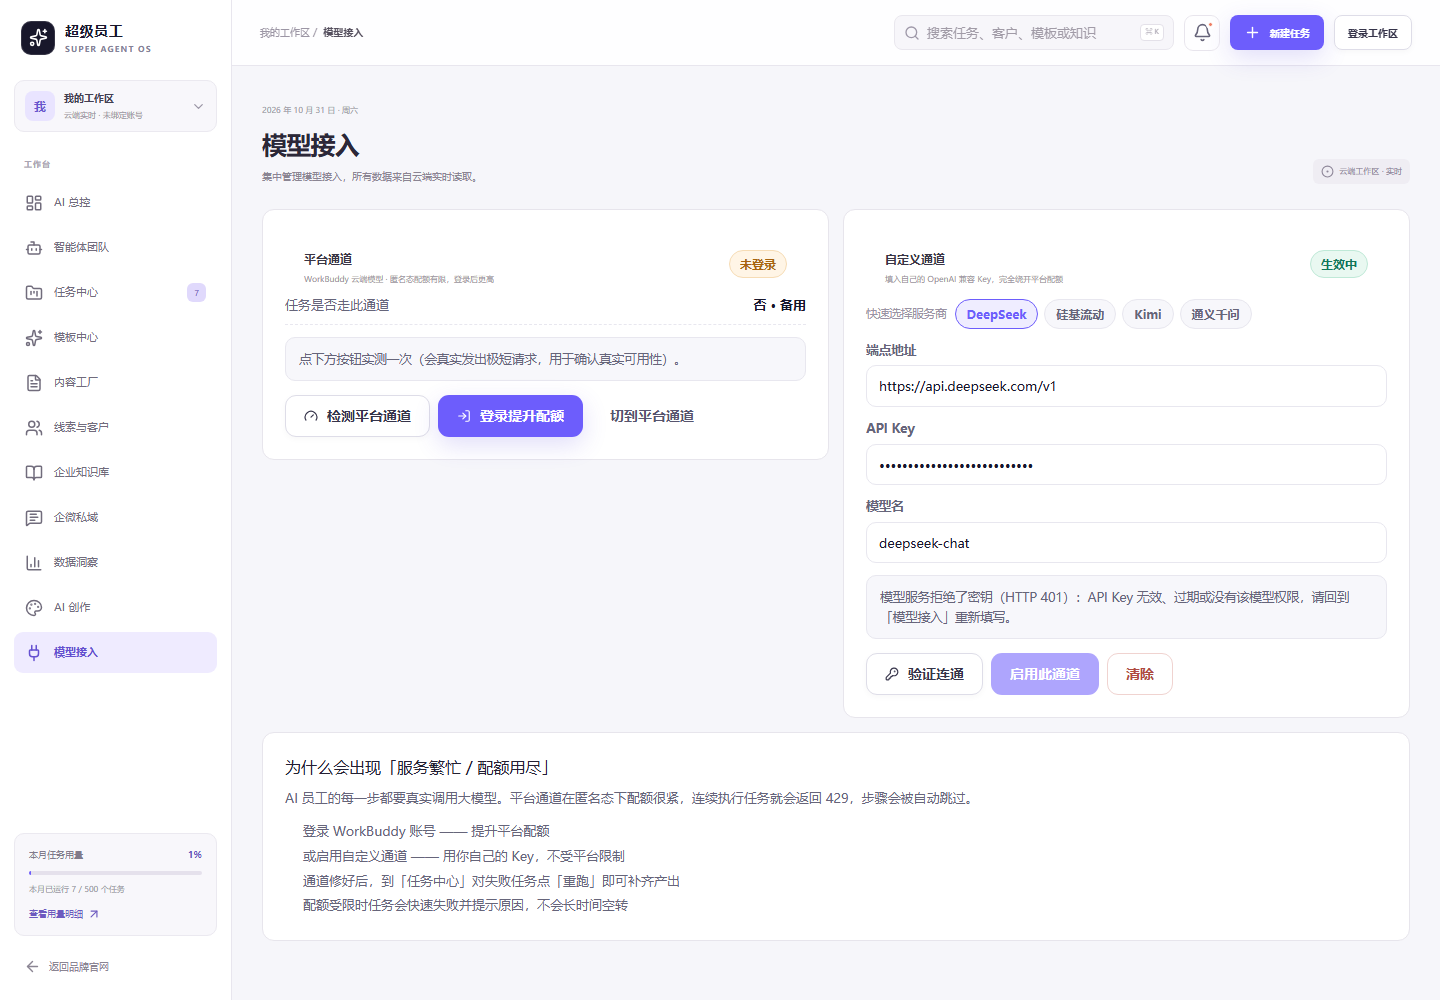 超级员工
SUPER AGENT OS
我
我的工作区
云端实时 · 未绑定账号
工作台
AI 总控
智能体团队
任务中心
7
模板中心
内容工厂
线索与客户
企业知识库
企微私域
数据洞察
AI 创作
模型接入
本月任务用量
1%
本月已运行 7 / 500 个任务
查看用量明细
返回品牌官网
我的工作区 / 模型接入
搜索任务、客户、模板或知识
⌘ K
新建任务
登录工作区
2026 年 10 月 31 日 · 周六
模型接入
集中管理模型接入，所有数据来自云端实时读取。
云端工作区 · 实时
平台通道
WorkBuddy 云端模型 · 匿名态配额有限，登录后更高
未登录
任务是否走此通道
否 • 备用
点下方按钮实测一次（会真实发出极短请求，用于确认真实可用性）。
检测平台通道
登录提升配额
切到平台通道
自定义通道
填入自己的 OpenAI 兼容 Key，完全绕开平台配额
生效中
快速选择服务商
DeepSeek
硅基流动
Kimi
通义千问
端点地址
https://api.deepseek.com/v1
API Key
•••••••••••••••••••••••••••
模型名
deepseek-chat
模型服务拒绝了密钥（HTTP 401）：API Key 无效、过期或没有该模型权限，请回到
「模型接入」重新填写。
验证连通
启用此通道
清除
为什么会出现「服务繁忙 / 配额用尽」
AI 员工的每一步都要真实调用大模型。平台通道在匿名态下配额很紧，连续执行任务就会返回 429，步骤会被自动跳过。
登录 WorkBuddy 账号 —— 提升平台配额
或启用自定义通道 —— 用你自己的 Key，不受平台限制
通道修好后，到「任务中心」对失败任务点「重跑」即可补齐产出
配额受限时任务会快速失败并提示原因，不会长时间空转